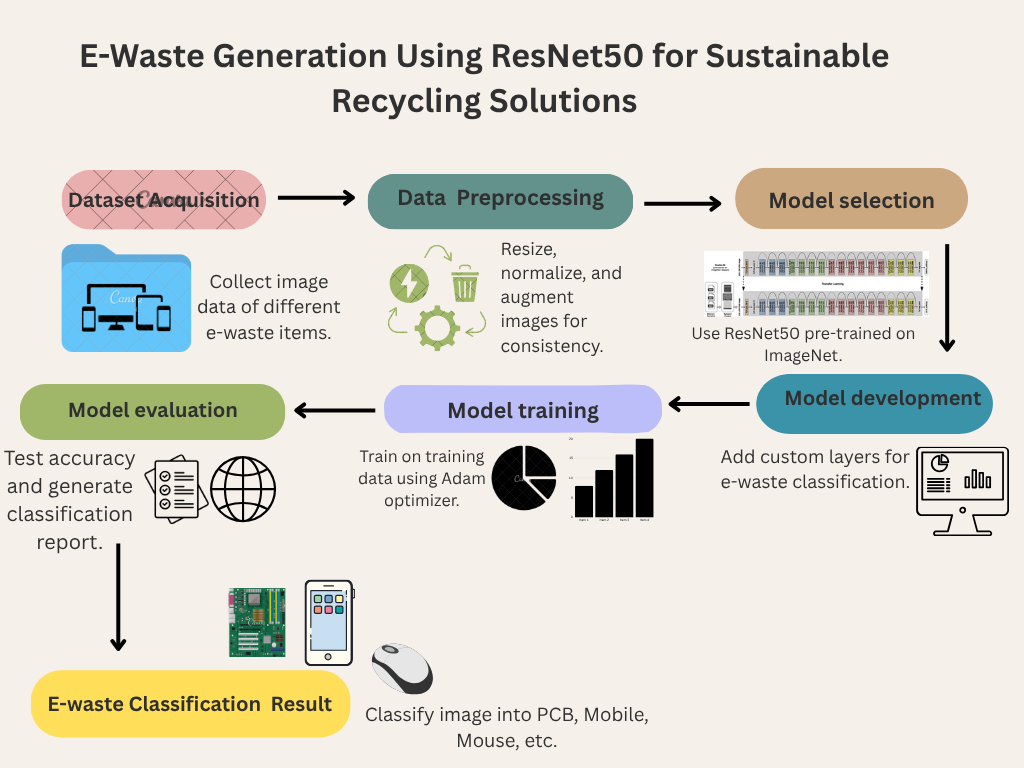 E-Waste Generation Using ResNet50 for Sustainable
Recycling Solutions
Dataset Acquisition
Data Preprocessing
Model selection
Collect image
data of different
e-waste items.
Resize,
normalize, and
augment
images for
consistency.
Use ResNet50 pre-trained on
ImageNet.
Model evaluation
Model training
Model development
Test accuracy
and generate
classification
report.
Train on training
data using Adam
optimizer.
Add custom layers for
e-waste classification.
E-waste Classification Result
Classify image into PCB, Mobile,
Mouse, etc.